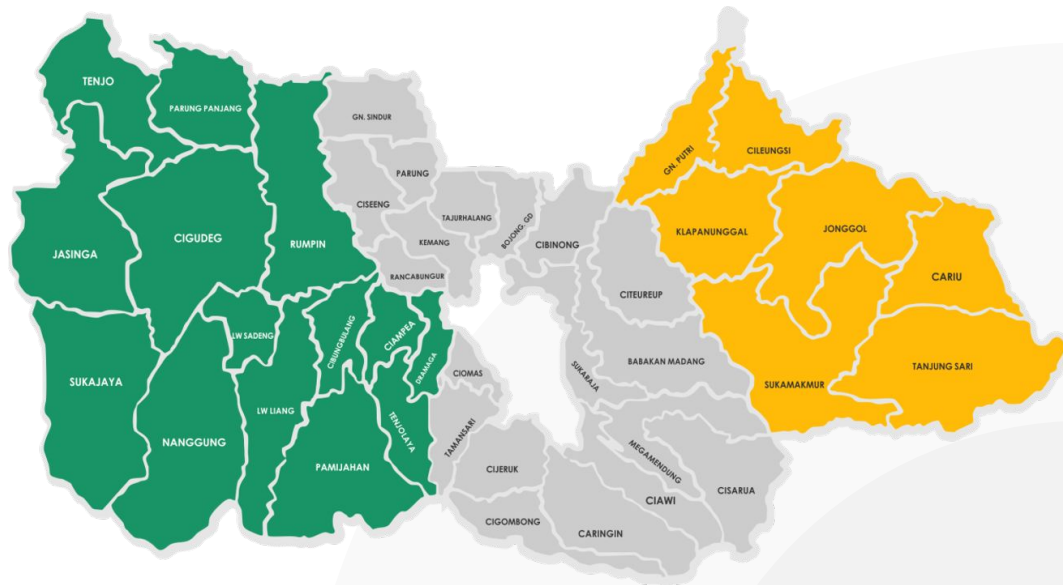 TENJO
PARUNG PANJANG
GN. SINDUR
GN. PUTRI
CILEUNGSI
PARUNG
CISEENG
TAJURHALANG
BOJONG. GD
CIBINONG
KLAPANUNGGAL
JONGGOL
JASINGA
CIGUDEG
RUMPIN
KEMANG
RANCABUNGUR
CITEUREUP
CARIU
LW SADENG
CIBUNGBULANG
CIAMPEA
DRAMAGA
CIOMAS
SUKARAJA
BABAKAN MADANG
SUKAMAKMUR
TANJUNG SARI
SUKAJAYA
NANGGUNG
LW LIANG
PAMIJAHAN
TENJOLAYA
TAMANSARI
CIJERUK
MEGAMENDUNG
CISARUA
CIAWI
CIGOMBONG
CARINGIN